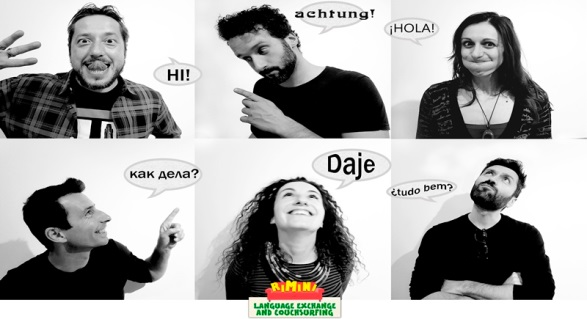 HI!
achtung!
¡HOLA!
как дела?
Daje
¿tudo bem?
RiMiNi
LANGUAGE EXCHANGE
AND COUCHSURFING